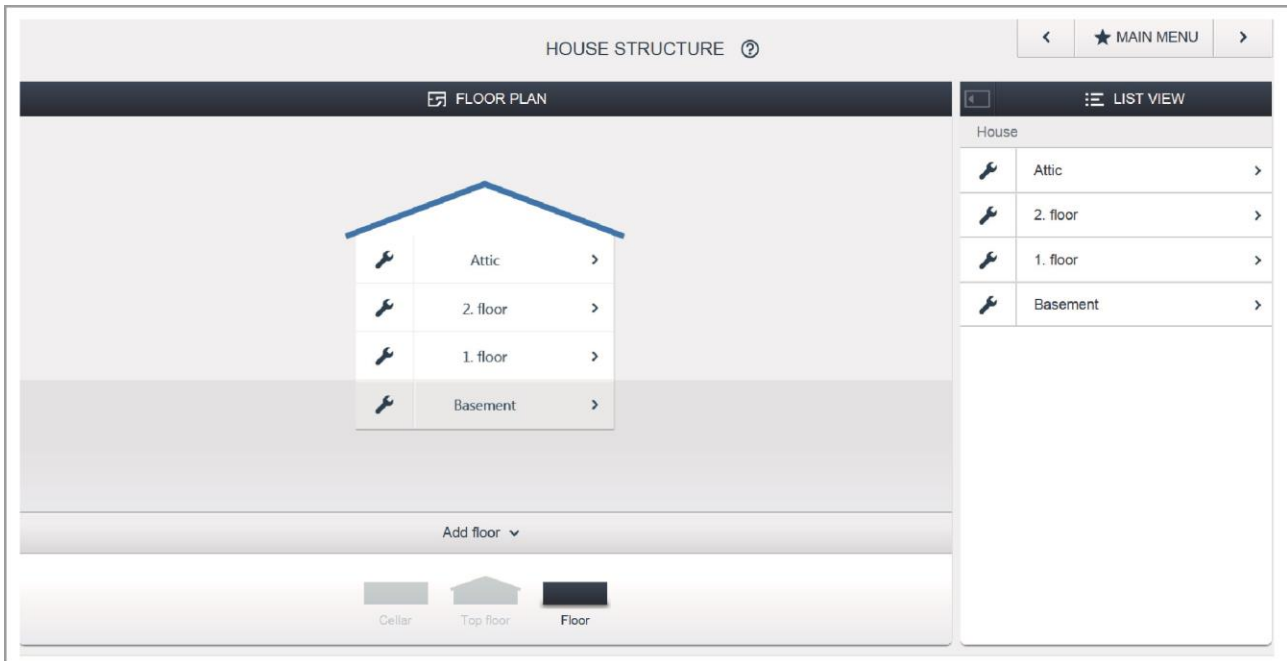 HOUSE STRUCTURE ?
MAIN MENU
FLOOR PLAN
Attic
2. floor
1. floor
Basement
Add floor
Cellar
Top floor
Floor
LIST VIEW
House
Attic
2. floor
1. floor
Basement